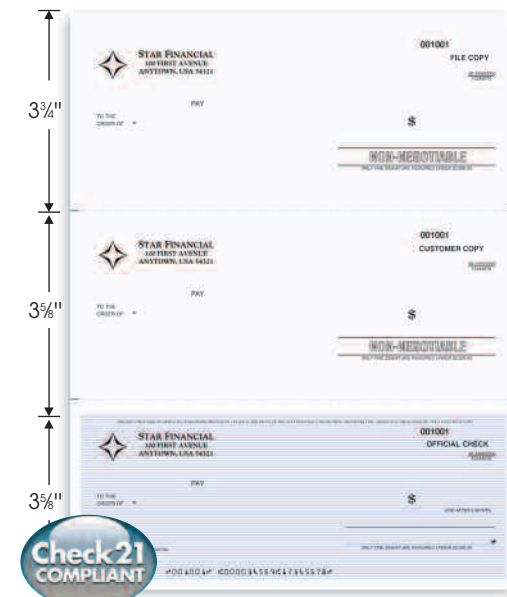 001001
FILE COPY
STAR FINANCIAL
100 FIRST AVENUE
ANYTOWN, USA 54321
PAY
TO THE
ORDER OF
$
NON-NEGOTIABLE
3¾"
001001
CUSTOMER COPY
STAR FINANCIAL
100 FIRST AVENUE
ANYTOWN, USA 54321
PAY
TO THE
ORDER OF
$
NON-NEGOTIABLE
3⅝"
001001
OFFICIAL CHECK
STAR FINANCIAL
100 FIRST AVENUE
ANYTOWN, USA 54321
PAY
TO THE
ORDER OF
$
3⅝"
Check 21
COMPLIANT